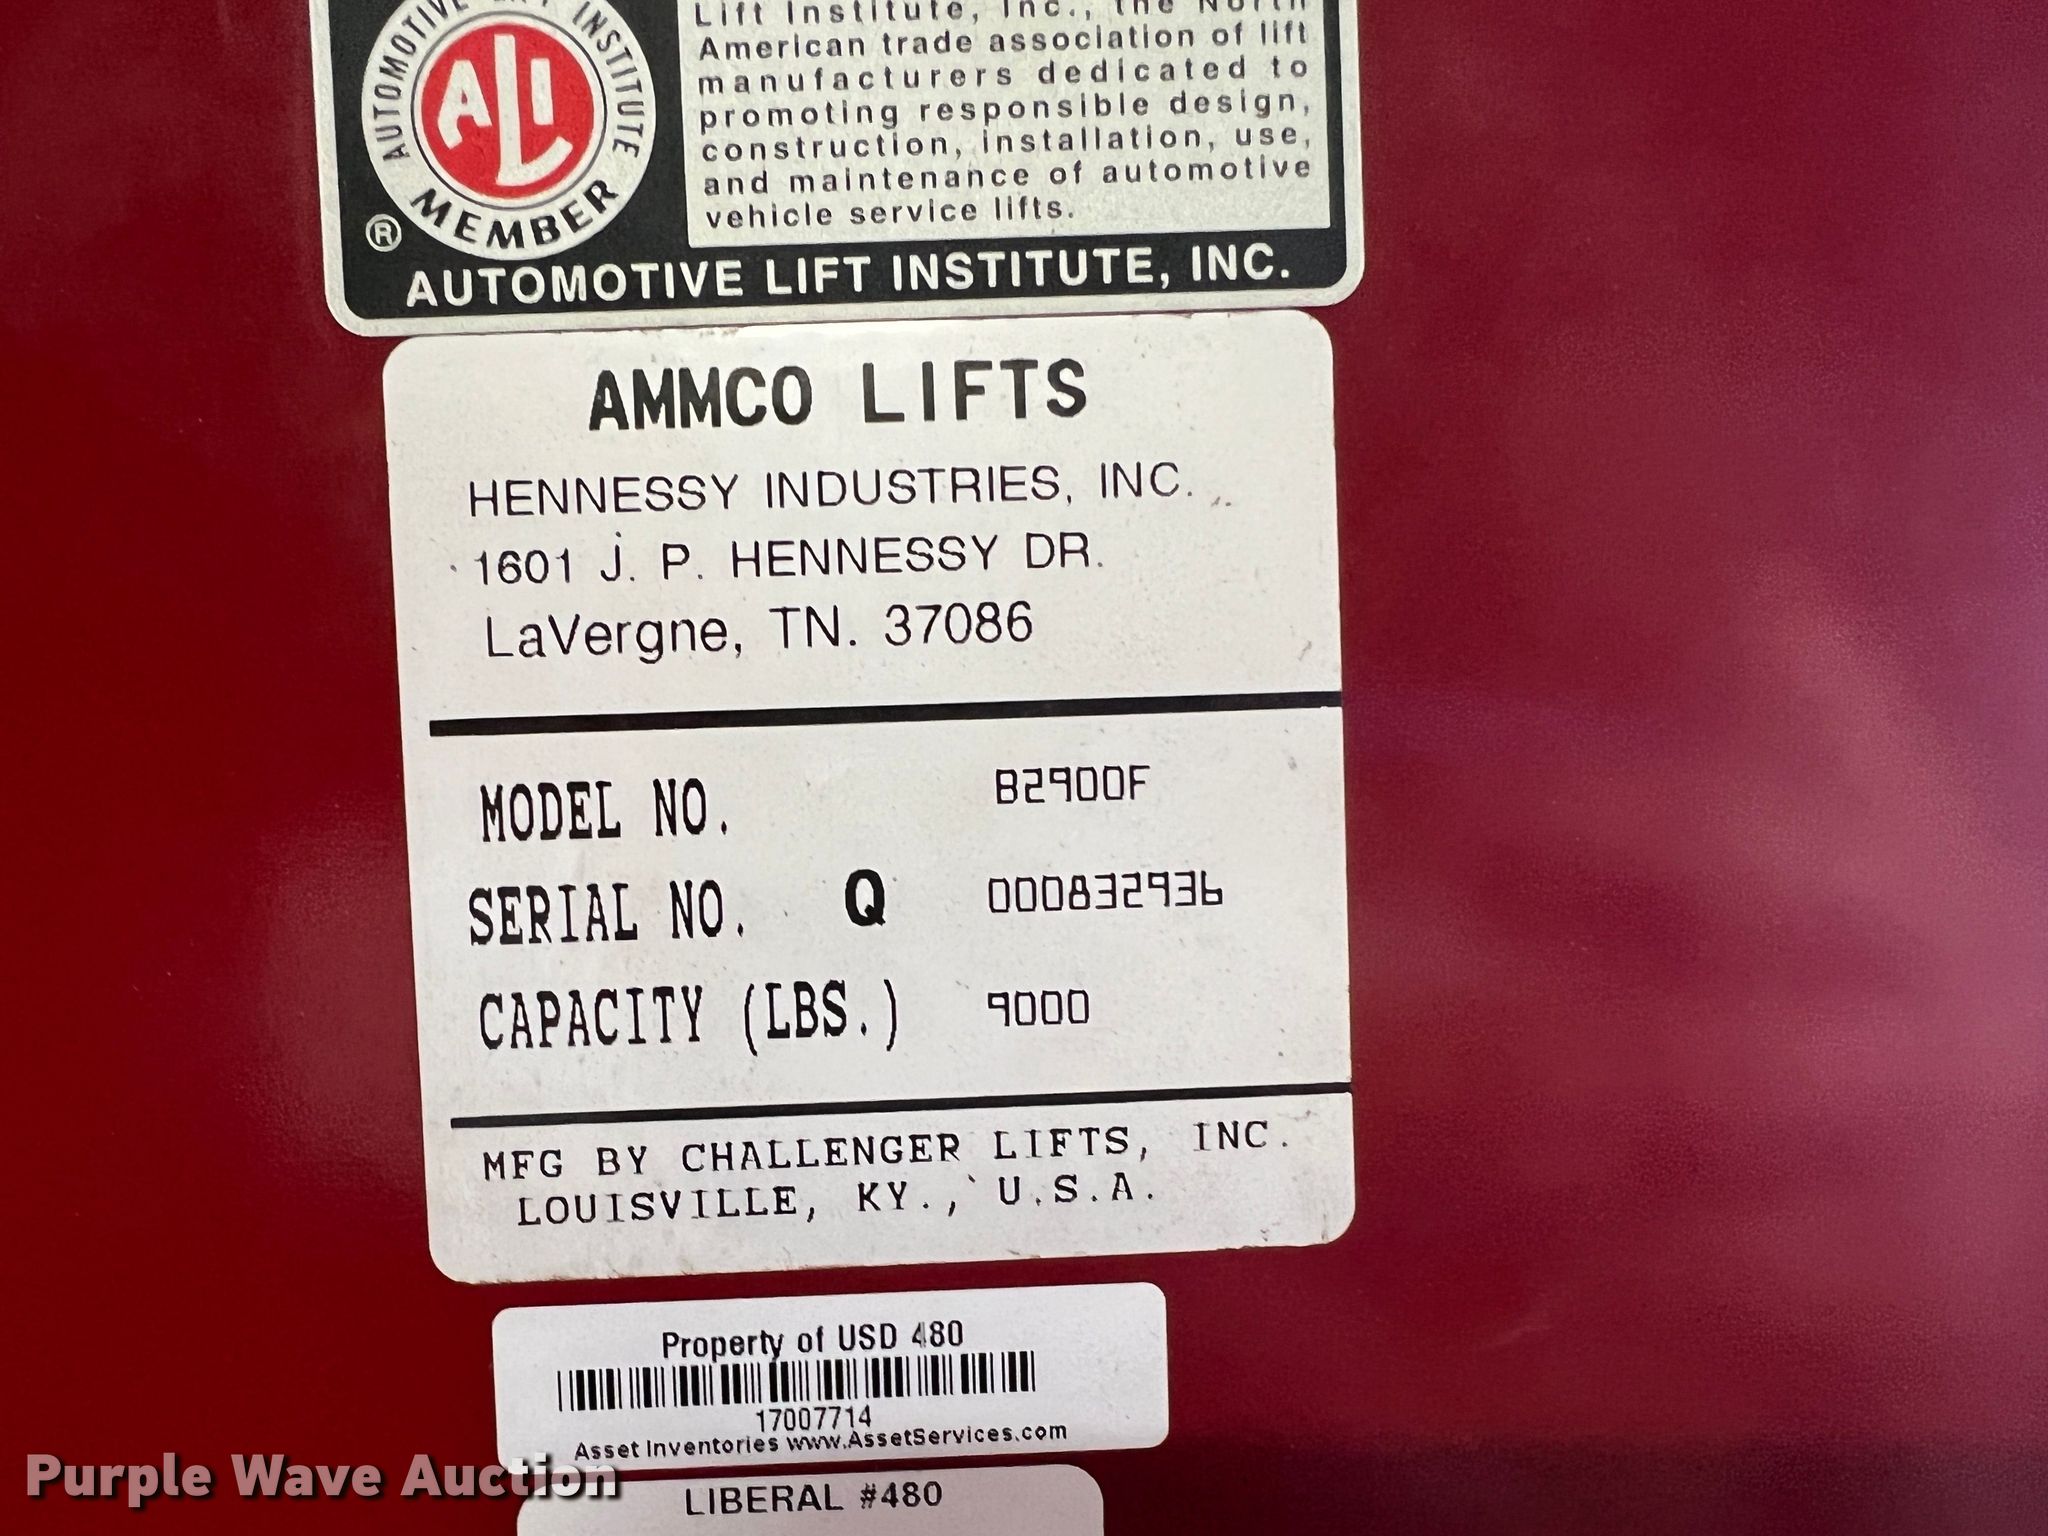 AUTOMOTIVE LIFT INSTITUTE
ALI
MEMBER
®
Lift Institute, Inc., the North
American trade association of lift
manufacturers dedicated to
promoting responsible design,
construction, installation, use,
and maintenance of automotive
vehicle service lifts.
AUTOMOTIVE LIFT INSTITUTE, INC.
AMMCO LIFTS
HENNESSY INDUSTRIES, INC.
1601 J. P. HENNESSY DR.
LaVergne, TN. 37086
MODEL NO. B2900F
SERIAL NO. Q 000832936
CAPACITY (LBS.) 9000
MFG BY CHALLENGER LIFTS, INC.
LOUISVILLE, KY., U.S.A.
Property of USD 480
17007714
Asset Inventories www.AssetServices.com
LIBERAL #480
Purple Wave Auction